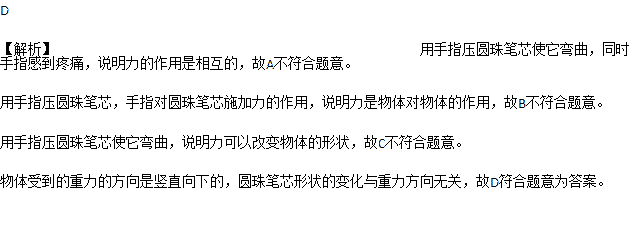 D
【解析】 用手指压圆珠笔芯使它弯曲，同时
手指感到疼痛，说明力的作用是相互的，故A不符合题意。
用手指压圆珠笔芯，手指对圆珠笔芯施加力的作用，说明力是物体对物体的作用，故B不符合题意。
用手指压圆珠笔芯使它弯曲，说明力可以改变物体的形状，故C不符合题意。
物体受到的重力的方向是竖直向下的，圆珠笔芯形状的变化与重力方向无关，故D符合题意为答案。